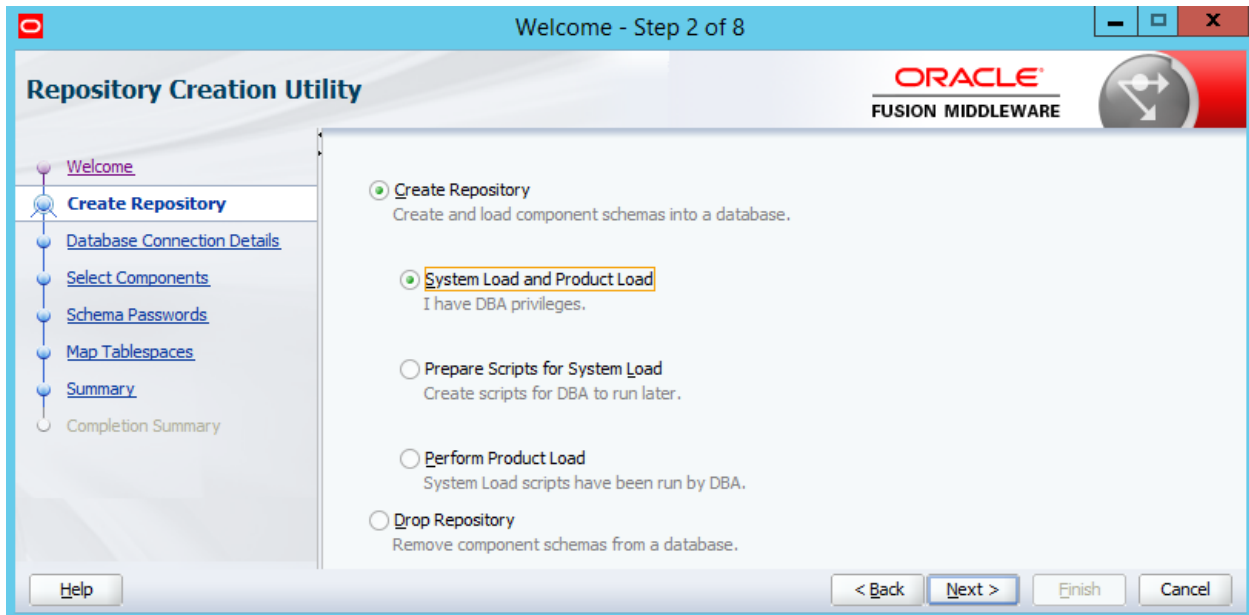 Welcome - Step 2 of 8
Repository Creation Utility
ORACLE
FUSION MIDDLEWARE
Welcome
Create Repository
Database Connection Details
Select Components
Schema Passwords
Map Tablespaces
Summary
Completion Summary
Create Repository
Create and load component schemas into a database.
System Load and Product Load
I have DBA privileges.
Prepare Scripts for System Load
Create scripts for DBA to run later.
Perform Product Load
System Load scripts have been run by DBA.
Drop Repository
Remove component schemas from a database.
Help
< Back
Next >
Finish
Cancel